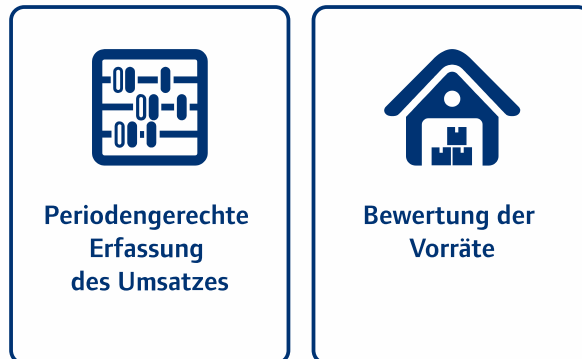 Periodengerechte
Erfassung
des Umsatzes
Bewertung der
Vorräte